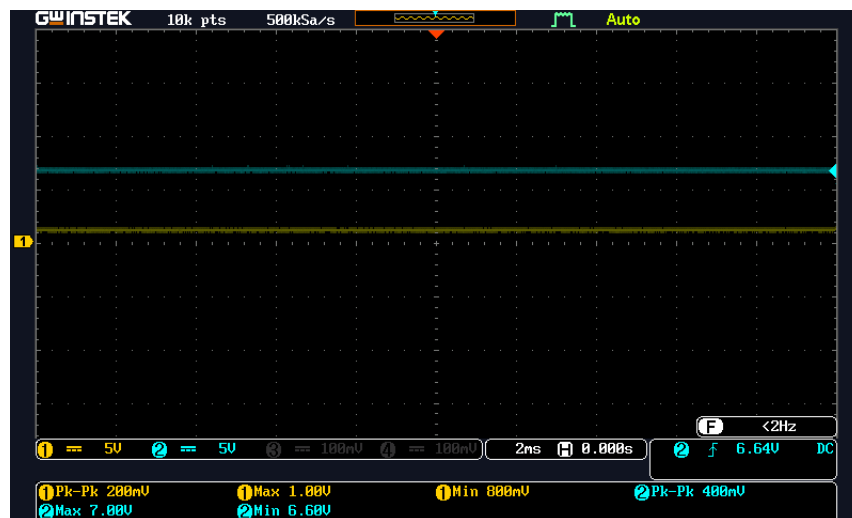 GWINSTEK 10k pts 500kSa/s Auto
1
F <2Hz
1 5V 2 5V 3 100mV 4 100mV 2ms H 0.000s 2 6.64V DC
1 Pk-Pk 200mV 1 Max 1.00V 1 Min 800mV 2 Pk-Pk 400mV
2 Max 7.00V 2 Min 6.60V